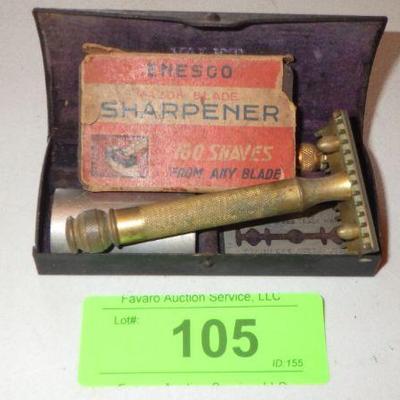 ENESCO
RAZOR BLADE
SHARPENER
100 SHAVES
FROM ANY BLADE
Favaro Auction Service, LLC
Lot#:
105
ID:155